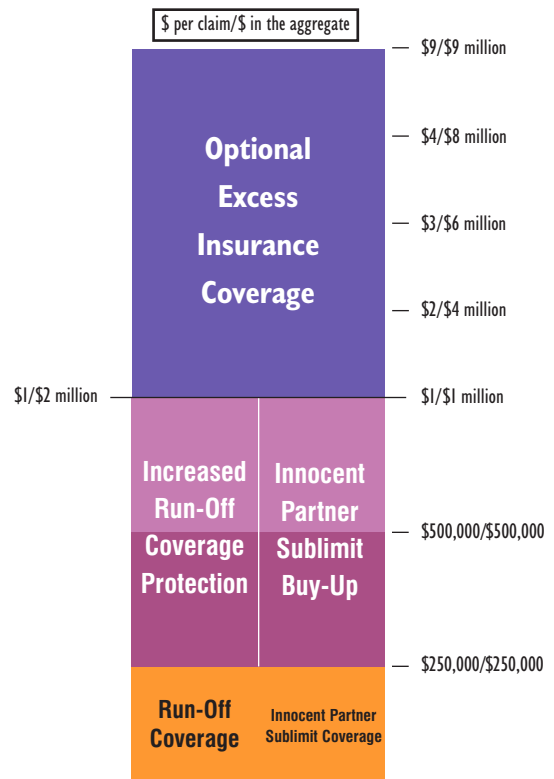 $ per claim/$ in the aggregate
$9/$9 million
$4/$8 million
Optional
Excess
Insurance
Coverage
$3/$6 million
$2/$4 million
$1/$2 million
$1/$1 million
Increased
Run-Off
Coverage
Protection
Innocent
Partner
Sublimit
Buy-Up
$500,000/$500,000
$250,000/$250,000
Run-Off
Coverage
Innocent Partner
Sublimit Coverage